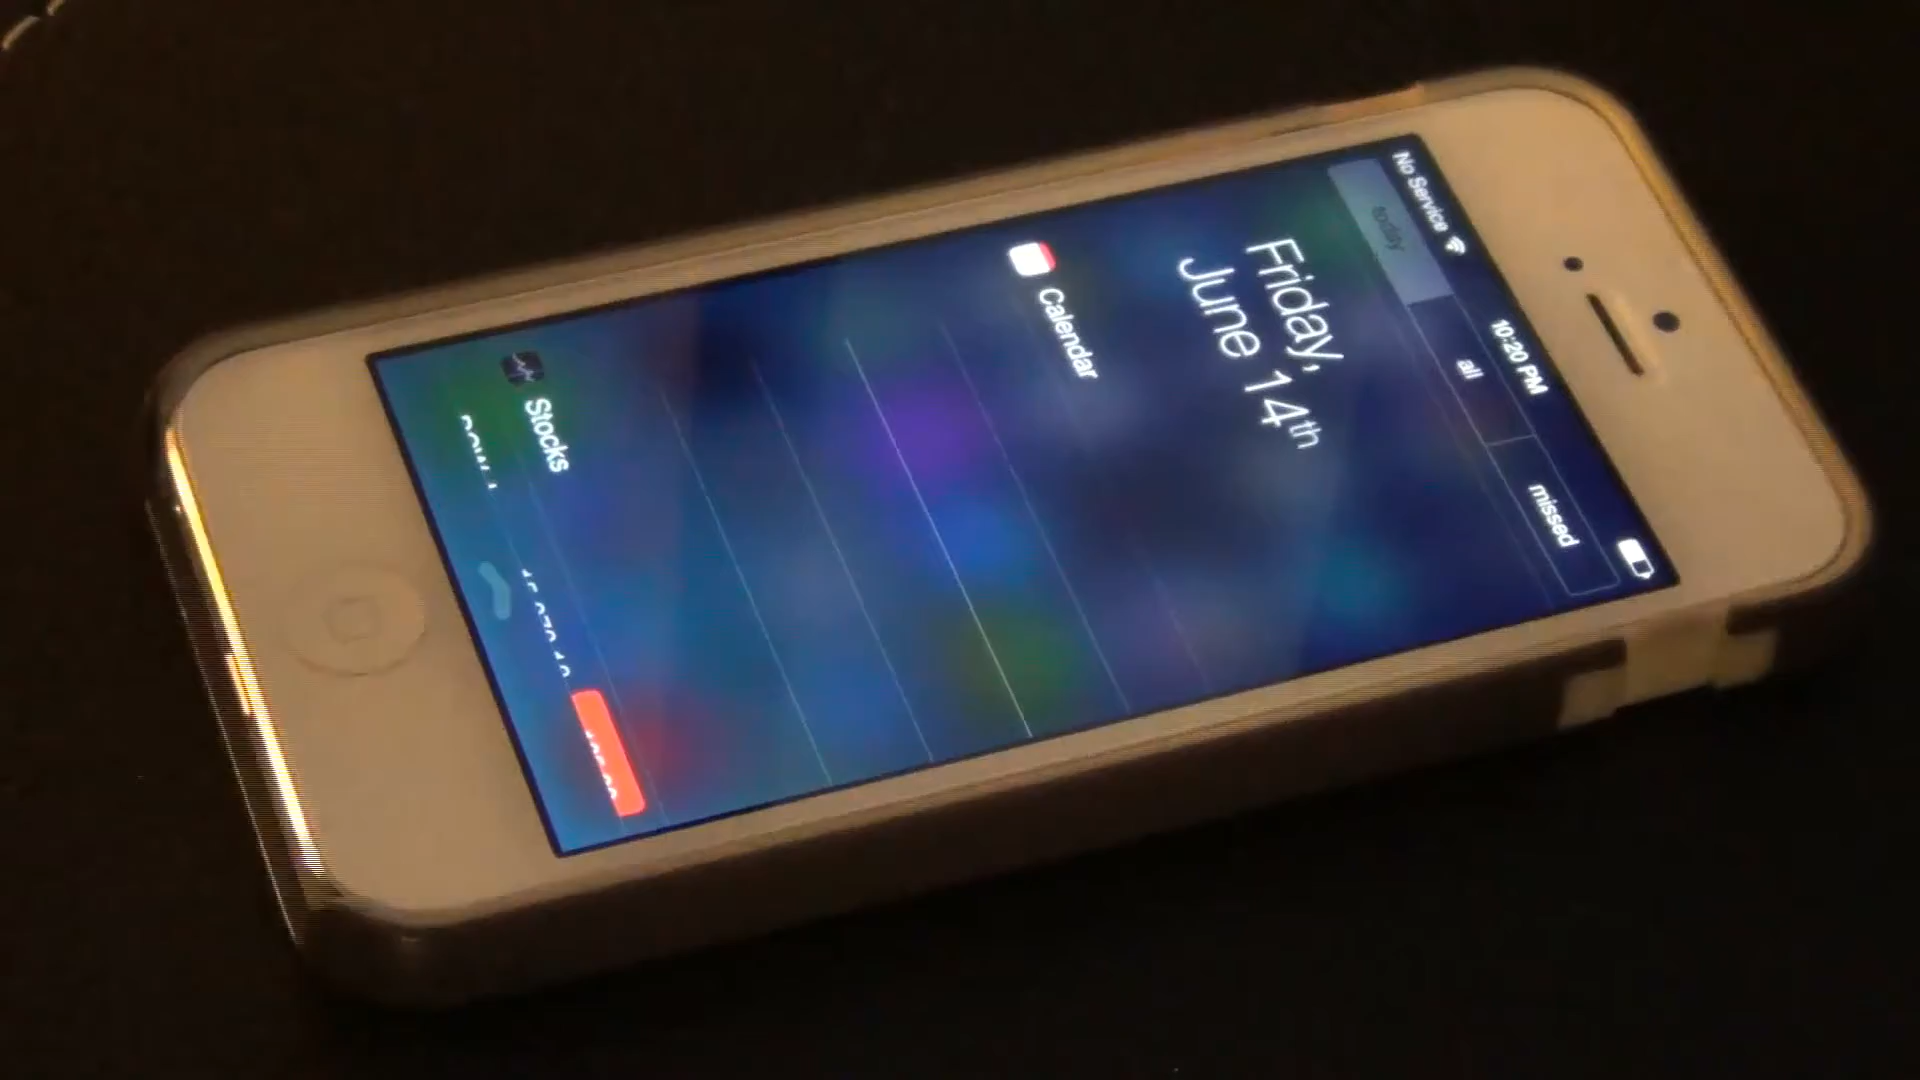 No Service 10:20 PM
today all missed
Friday,
June 14th
Calendar
Stocks